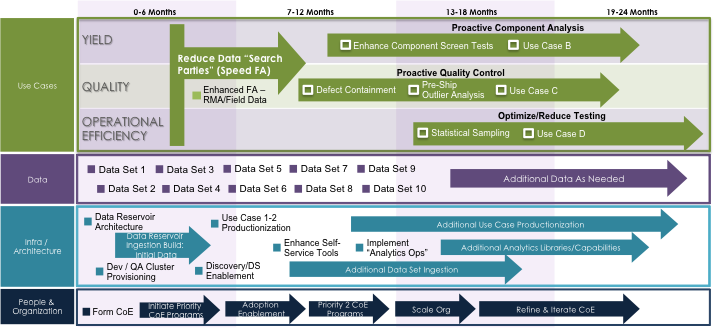 0-6 Months 7-12 Months 13-18 Months 19-24 Months
Use Cases
YIELD
QUALITY
OPERATIONAL
EFFICIENCY
Reduce Data “Search
Parties” (Speed FA)
Enhanced FA –
RMA/Field Data
Proactive Component Analysis
Enhance Component Screen Tests Use Case B
Proactive Quality Control
Defect Containment
Pre-Ship
Outlier Analysis
Use Case C
Optimize/Reduce Testing
Statistical Sampling Use Case D
Data
Data Set 1 Data Set 3 Data Set 5 Data Set 7 Data Set 9
Data Set 2 Data Set 4 Data Set 6 Data Set 8 Data Set 10
Additional Data As Needed
Infra /
Architecture
Data Reservoir
Architecture
Data Reservoir
Ingestion Build:
Initial Data
Dev / QA Cluster
Provisioning
Use Case 1-2
Productionization
Discovery/DS
Enablement
Enhance Self-
Service Tools
Implement
“Analytics Ops”
Additional Use Case Productionization
Additional Analytics Libraries/Capabilities
Additional Data Set Ingestion
People &
Organization
Form CoE
Initiate Priority
CoE Programs
Adoption
Enablement
Priority 2 CoE
Programs
Scale Org
Refine & Iterate CoE